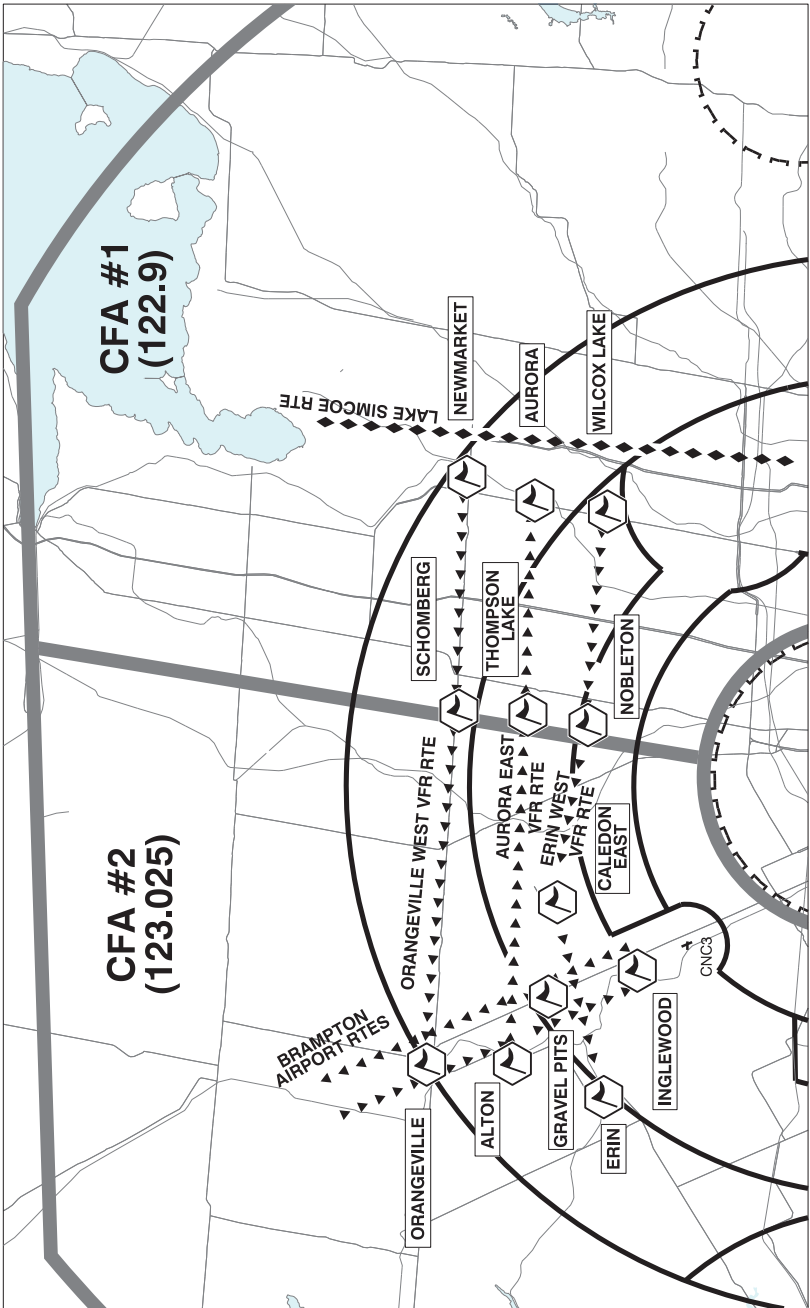 CFA #1
(122.9)
LAKE SIMCOE RTE
NEWMARKET
AURORA
WILCOX LAKE
SCHOMBERG
THOMPSON
LAKE
NOBLETON
CFA #2
(123.025)
ORANGEVILLE WEST VFR RTE
AURORA EAST
VFR RTE
ERIN WEST
VFR RTE
CALEDON
EAST
BRAMPTON
AIRPORT RTES
ORANGEVILLE
ALTON
GRAVEL PITS
ERIN
INGLEWOOD
CNC3